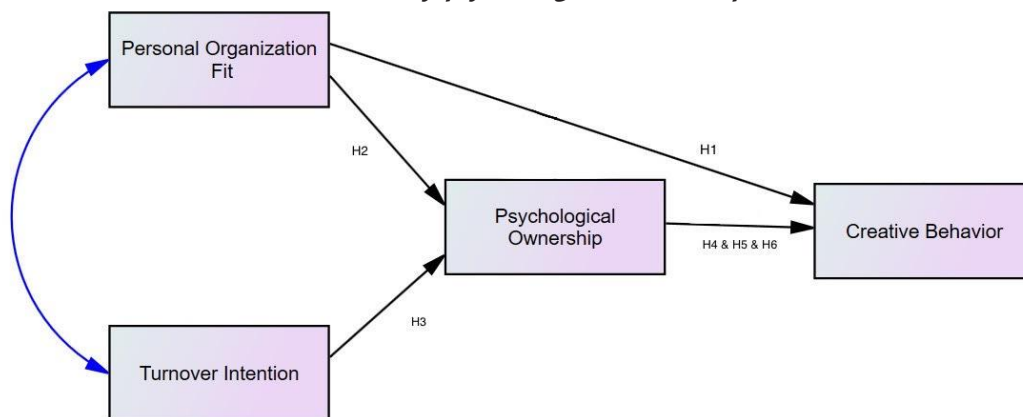 Personal Organization
Fit
H1
H2
Psychological
Ownership
Creative Behavior
H4 & H5 & H6
H3
Turnover Intention